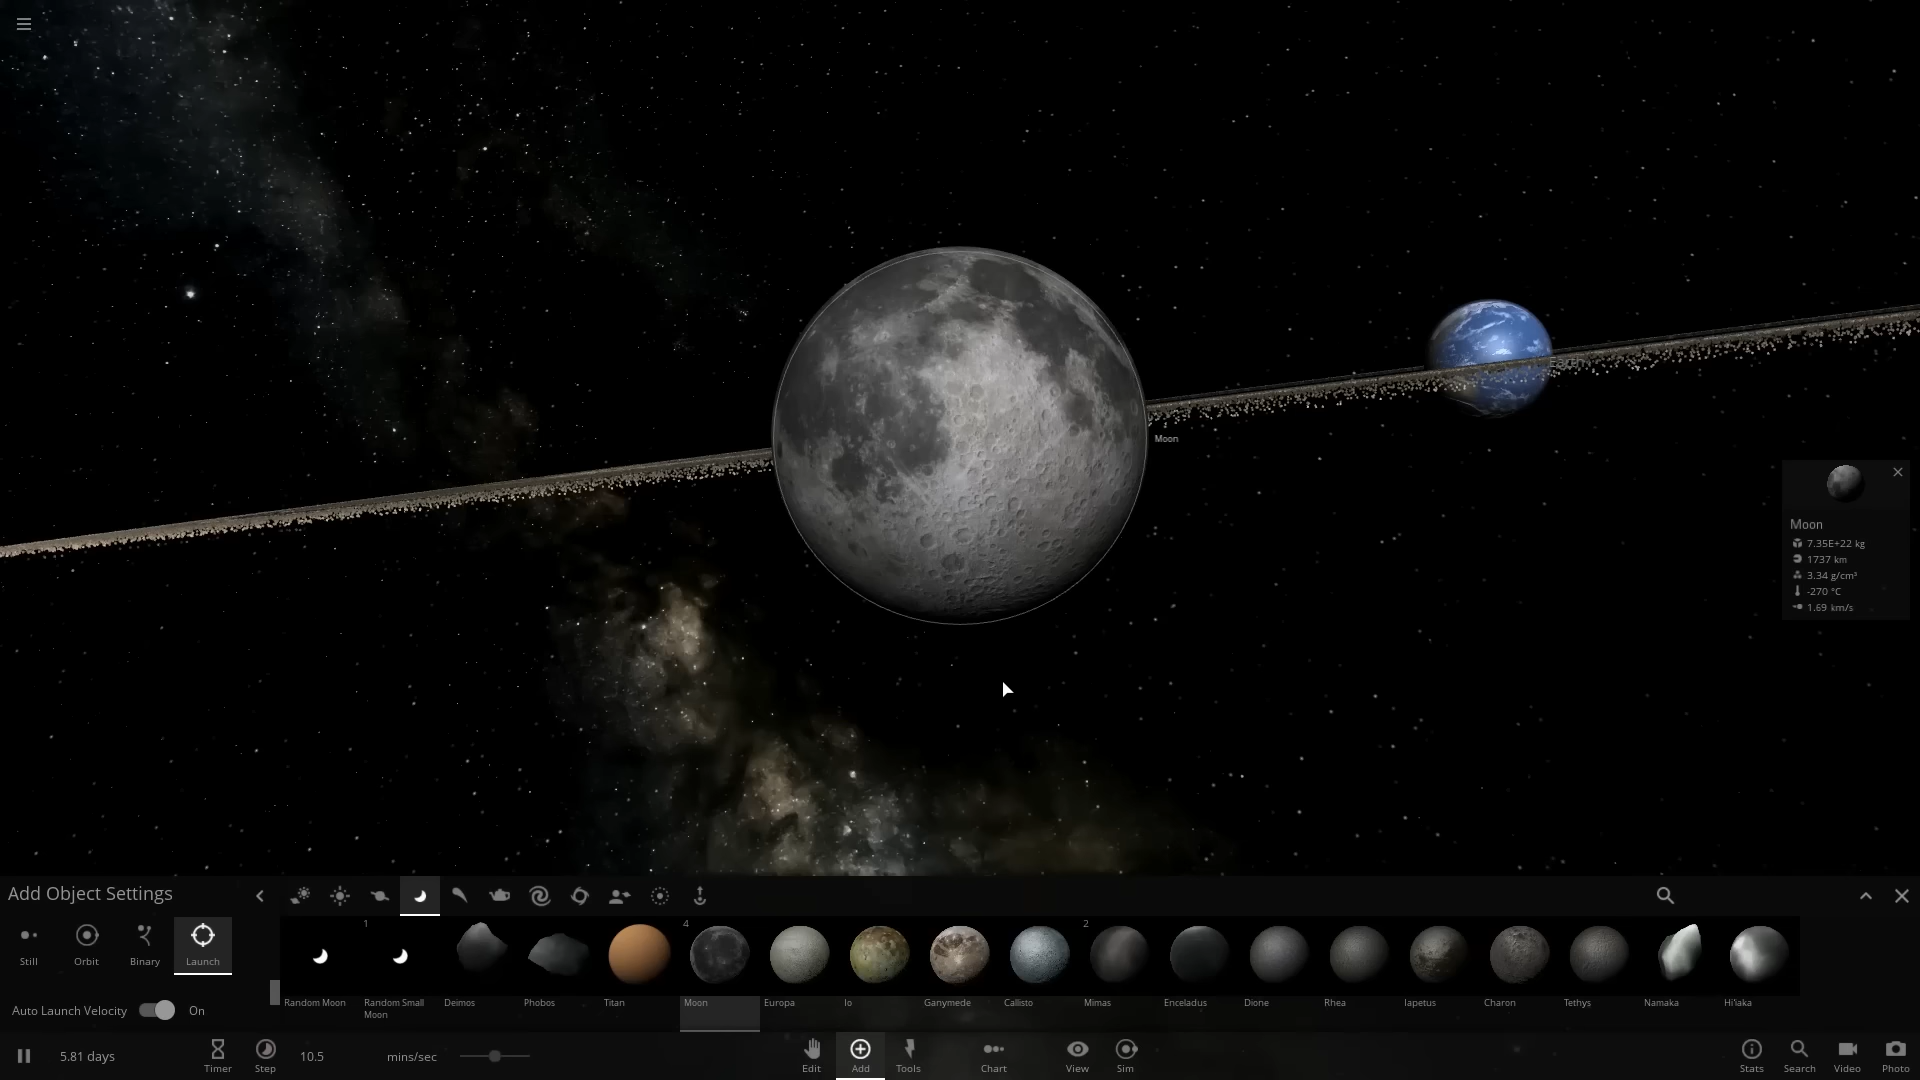 Earth
Moon
Moon
7.35E+22 kg
1737 km
3.34 g/cm³
-270 °C
1.69 km/s
Add Object Settings
Still
Orbit
Binary
Launch
Auto Launch Velocity
On
1
4
2
Random Moon
Random Small
Moon
Deimos
Phobos
Titan
Moon
Europa
Io
Ganymede
Callisto
Mimas
Enceladus
Dione
Rhea
Iapetus
Charon
Tethys
Namaka
Hi'iaka
5.81 days
Timer
Step
10.5
mins/sec
Edit
Add
Tools
Chart
View
Sim
Stats
Search
Video
Photo